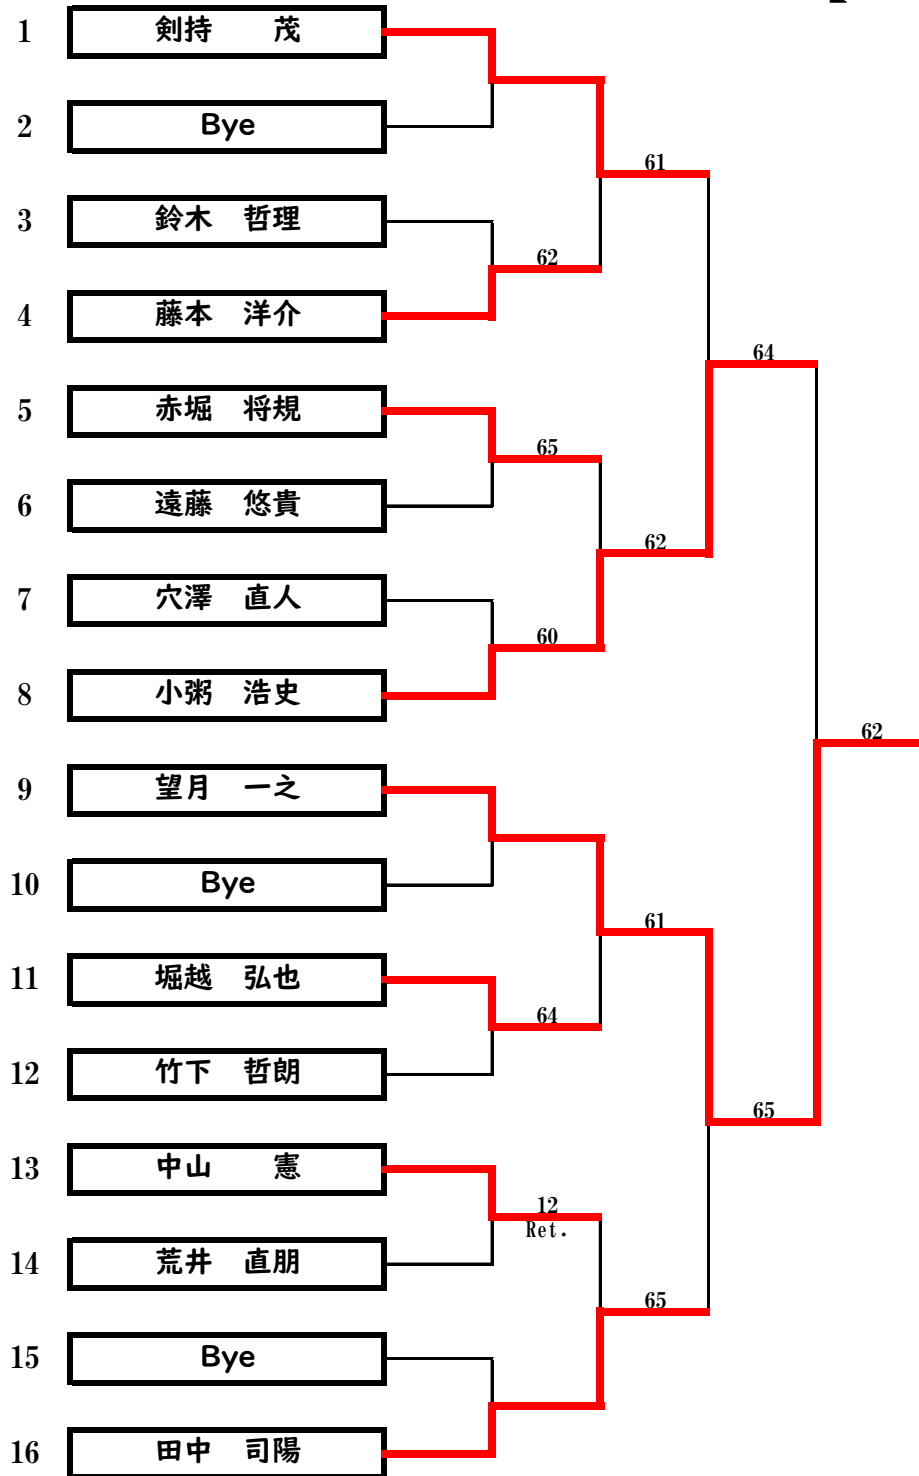 1 剣持 茂
2 Bye
61
3 鈴木 哲理
62
4 藤本 洋介
64
5 赤堀 将規
65
6 遠藤 悠貴
62
7 穴澤 直人
60
8 小粥 浩史
62
9 望月 一之
10 Bye
61
11 堀越 弘也
64
12 竹下 哲朗
65
13 中山 憲
12
Ret.
14 荒井 直朋
65
15 Bye
16 田中 司陽